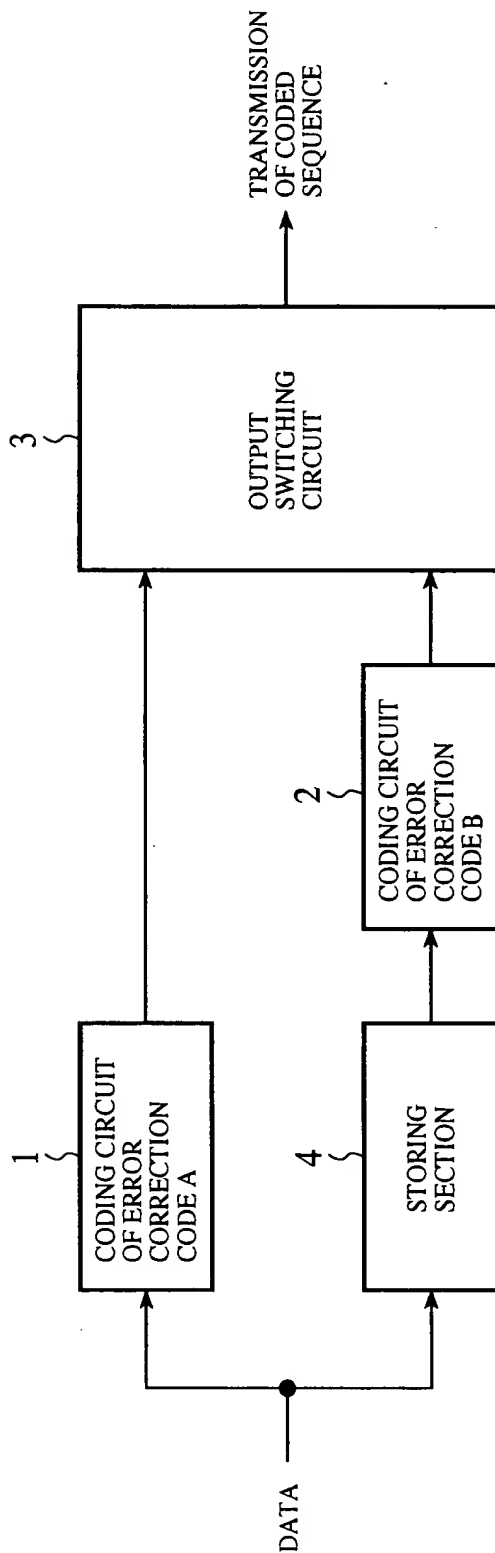 DATA
1
CODING CIRCUIT
OF ERROR
CORRECTION
CODE A
4
STORING
SECTION
2
CODING CIRCUIT
OF ERROR
CORRECTION
CODE B
3
OUTPUT
SWITCHING
CIRCUIT
TRANSMISSION
OF CODED
SEQUENCE